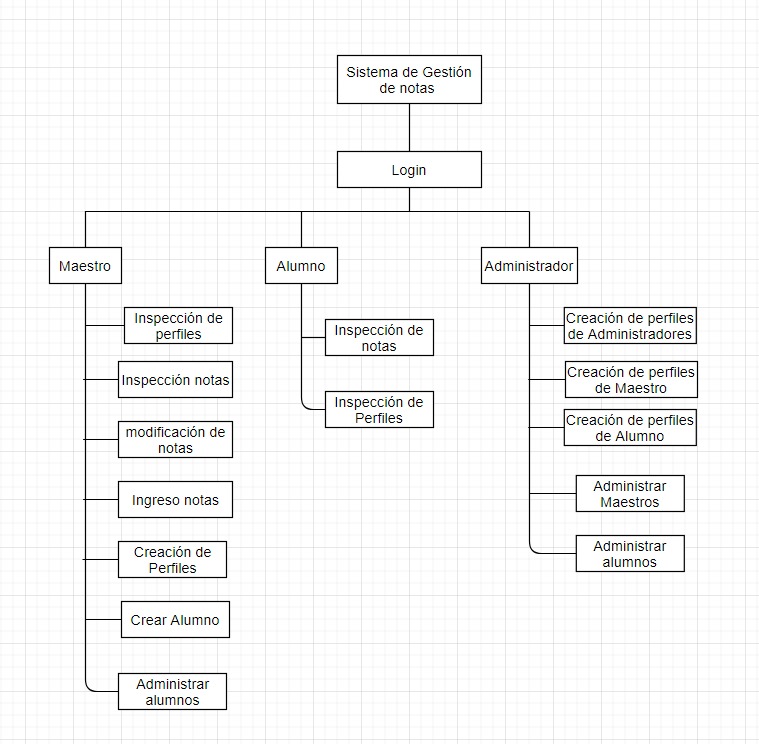 Sistema de Gestión
de notas
Login
Maestro
Alumno
Administrador
Inspección de
perfiles
Inspección notas
modificación de
notas
Ingreso notas
Creación de
Perfiles
Crear Alumno
Administrar
alumnos
Inspección de
notas
Inspección de
Perfiles
Creación de perfiles
de Administradores
Creación de perfiles
de Maestro
Creación de perfiles
de Alumno
Administrar
Maestros
Administrar
alumnos